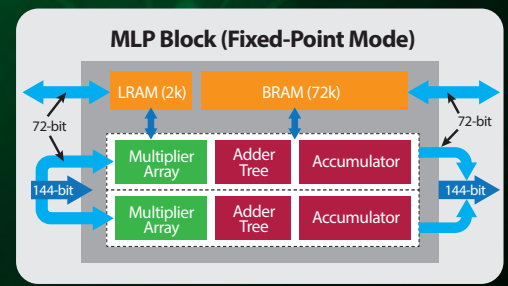 MLP Block (Fixed-Point Mode)
LRAM (2k)
BRAM (72k)
72-bit
72-bit
Multiplier
Array
Adder
Tree
Accumulator
144-bit
144-bit
Multiplier
Array
Adder
Tree
Accumulator